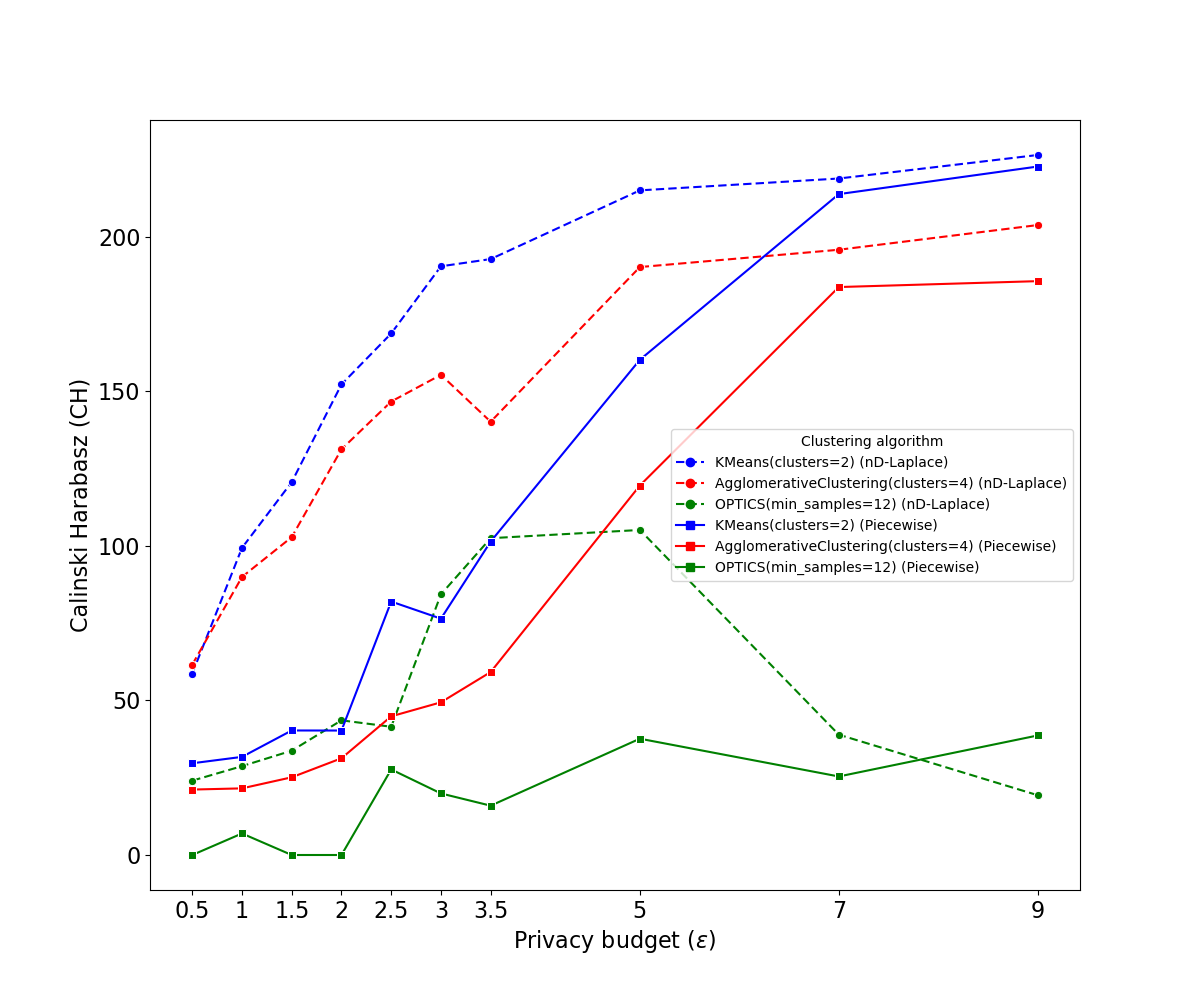 200
150
100
50
0
Calinski Harabasz (CH)
Clustering algorithm
KMeans(clusters=2) (nD-Laplace)
AgglomerativeClustering(clusters=4) (nD-Laplace)
OPTICS(min_samples=12) (nD-Laplace)
KMeans(clusters=2) (Piecewise)
AgglomerativeClustering(clusters=4) (Piecewise)
OPTICS(min_samples=12) (Piecewise)
0.5 1 1.5 2 2.5 3 3.5 5 7 9
Privacy budget (ε)